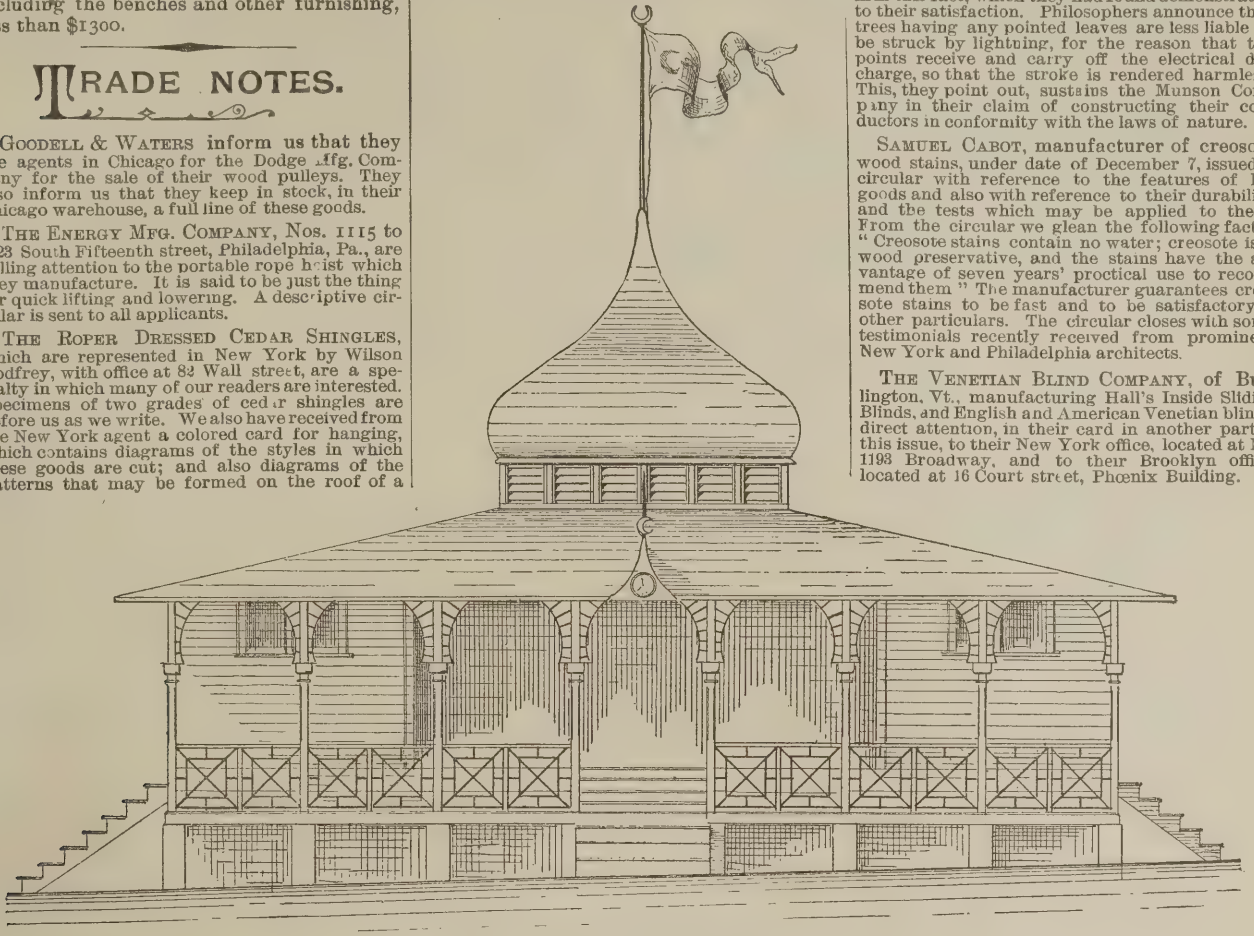 cluding the benches and other furnishing,
ss than $1300.
TRADE NOTES.
GOODELL & WATERS inform us that they
e agents in Chicago for the Dodge Mfg. Com-
ny for the sale of their wood pulleys. They
so inform us that they keep in stock, in their
icago warehouse, a full line of these goods.
THE ENERGY MFG. COMPANY, Nos. 1115 to
23 South Fifteenth street, Philadelphia, Pa., are
lling attention to the portable rope hoist which
ey manufacture. It is said to be just the thing
r quick lifting and lowering. A descriptive cir-
lar is sent to all applicants.
THE ROPER DRESSED CEDAR SHINGLES,
hich are represented in New York by Wilson
odfrey, with office at 82 Wall street, are a spe-
alty in which many of our readers are interested.
pecimens of two grades of cedar shingles are
efore us as we write. We also have received from
e New York agent a colored card for hanging,
hich contains diagrams of the styles in which
ese goods are cut; and also diagrams of the
atterns that may be formed on the roof of a
to their satisfaction. Philosophers announce th
trees having any pointed leaves are less liable
be struck by lightning, for the reason that t
points receive and carry off the electrical d
charge, so that the stroke is rendered harmle
This, they point out, sustains the Munson Co
pany in their claim of constructing their co
ductors in conformity with the laws of nature.
SAMUEL CABOT, manufacturer of creoso
wood stains, under date of December 7, issued
circular with reference to the features of
goods and also with reference to their durabili
and the tests which may be applied to the
From the circular we glean the following fact
“ Creosote stains contain no water; creosote is
wood preservative, and the stains have the a
vantage of seven years’ proctical use to reco
mend them ” The manufacturer guarantees cre
sote stains to be fast and to be satisfactory
other particulars. The circular closes with so
testimonials recently received from promine
New York and Philadelphia architects.
THE VENETIAN BLIND COMPANY, of Bu
lington, Vt., manufacturing Hall’s Inside Slidi
Blinds, and English and American Venetian blin
direct attention, in their card in another part
this issue, to their New York office, located at
1193 Broadway, and to their Brooklyn offi
located at 16 Court street, Phœnix Building.